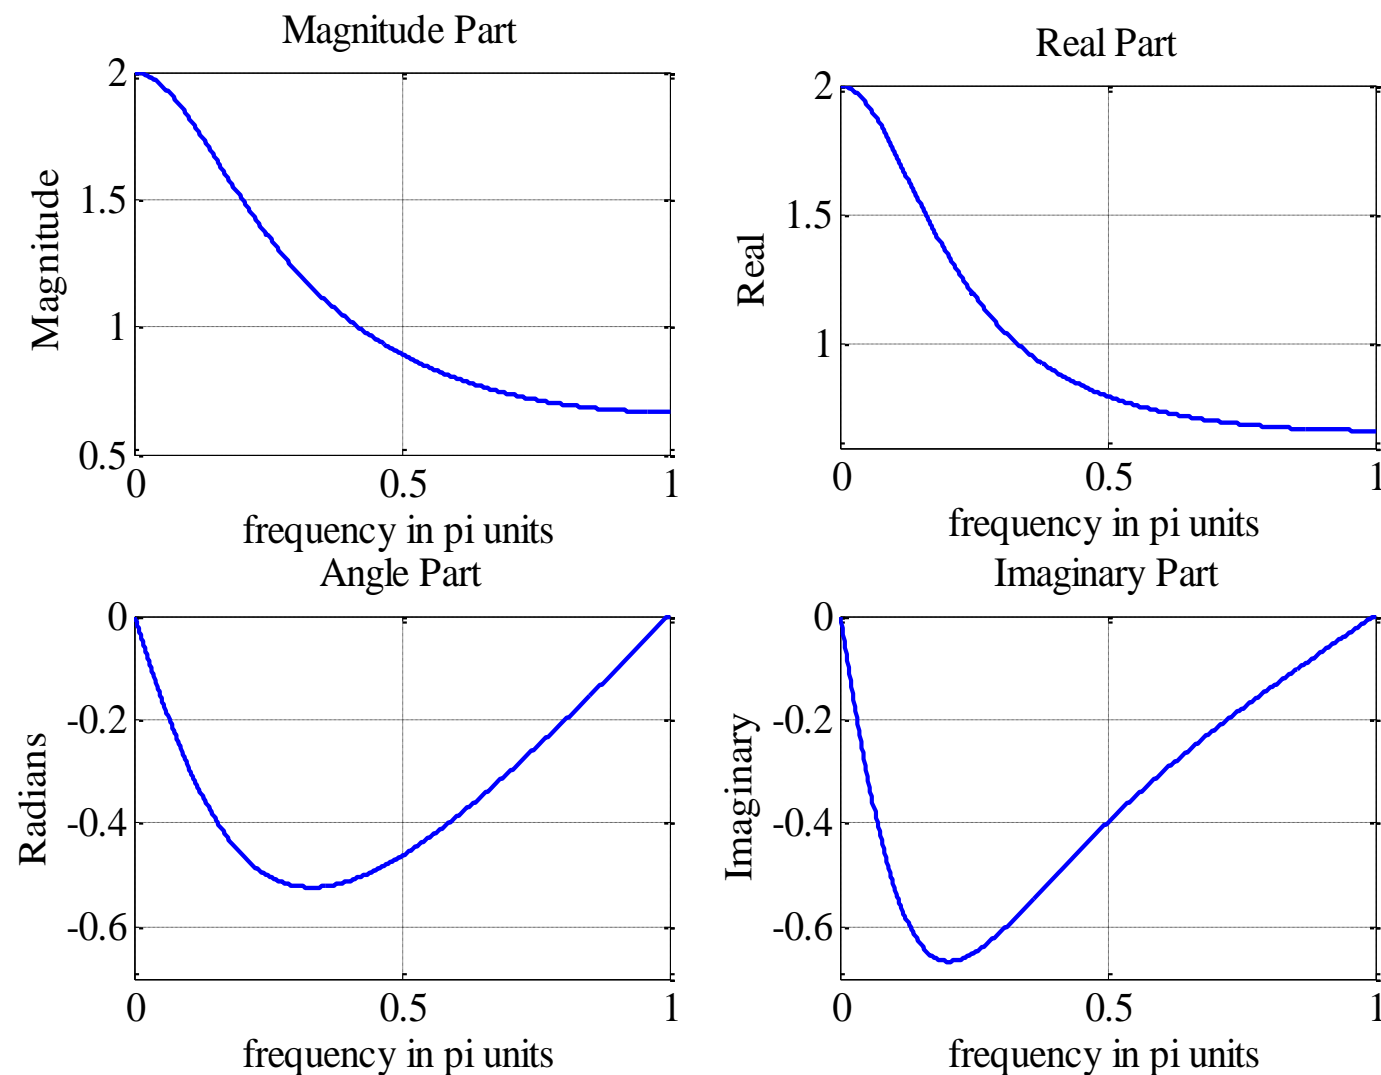 Magnitude Part
2
1.5
1
0.5
Magnitude
0
0.5
1
frequency in pi units
Real Part
2
1.5
1
Real
0
0.5
1
frequency in pi units
Angle Part
0
-0.2
-0.4
-0.6
Radians
0
0.5
1
frequency in pi units
Imaginary Part
0
-0.2
-0.4
-0.6
Imaginary
0
0.5
1
frequency in pi units